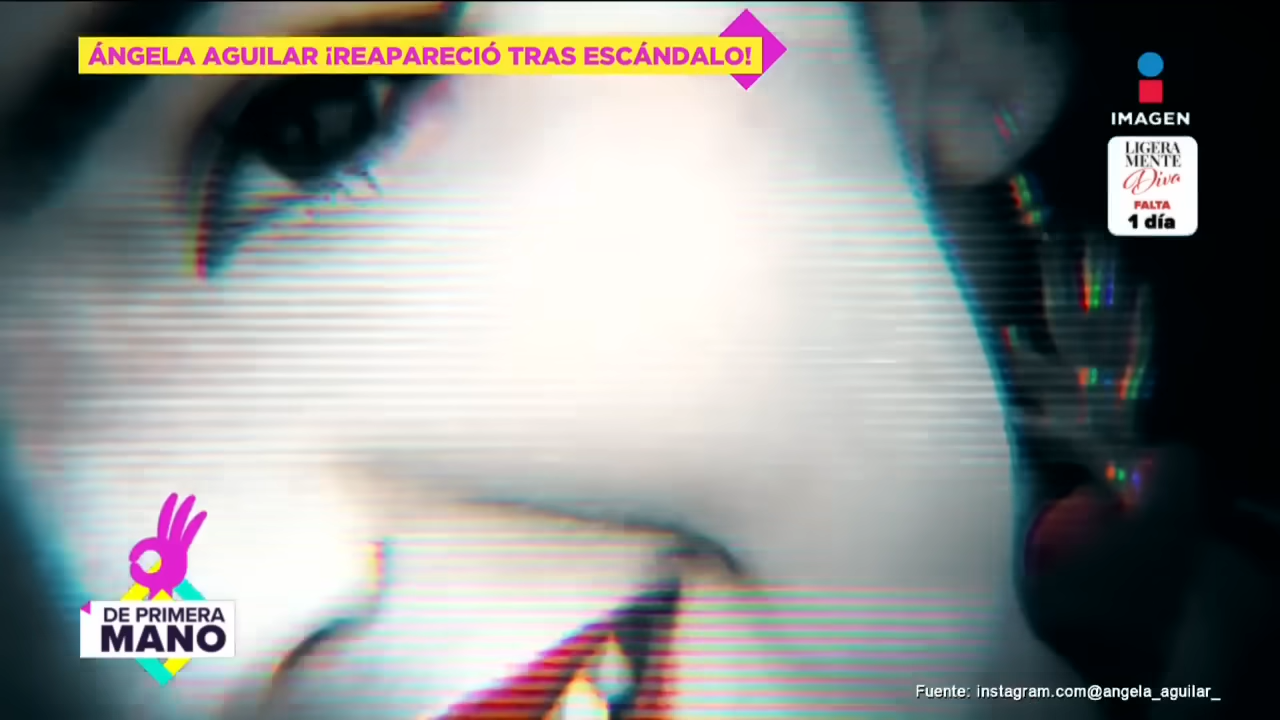 ÁNGELA AGUILAR ¡REAPARECIÓ TRAS ESCÁNDALO!
IMAGEN
LIGERA
MENTE
Diva
FALTA
1 día
DE PRIMERA
MANO
Fuente: instagram.com@angela_aguilar_